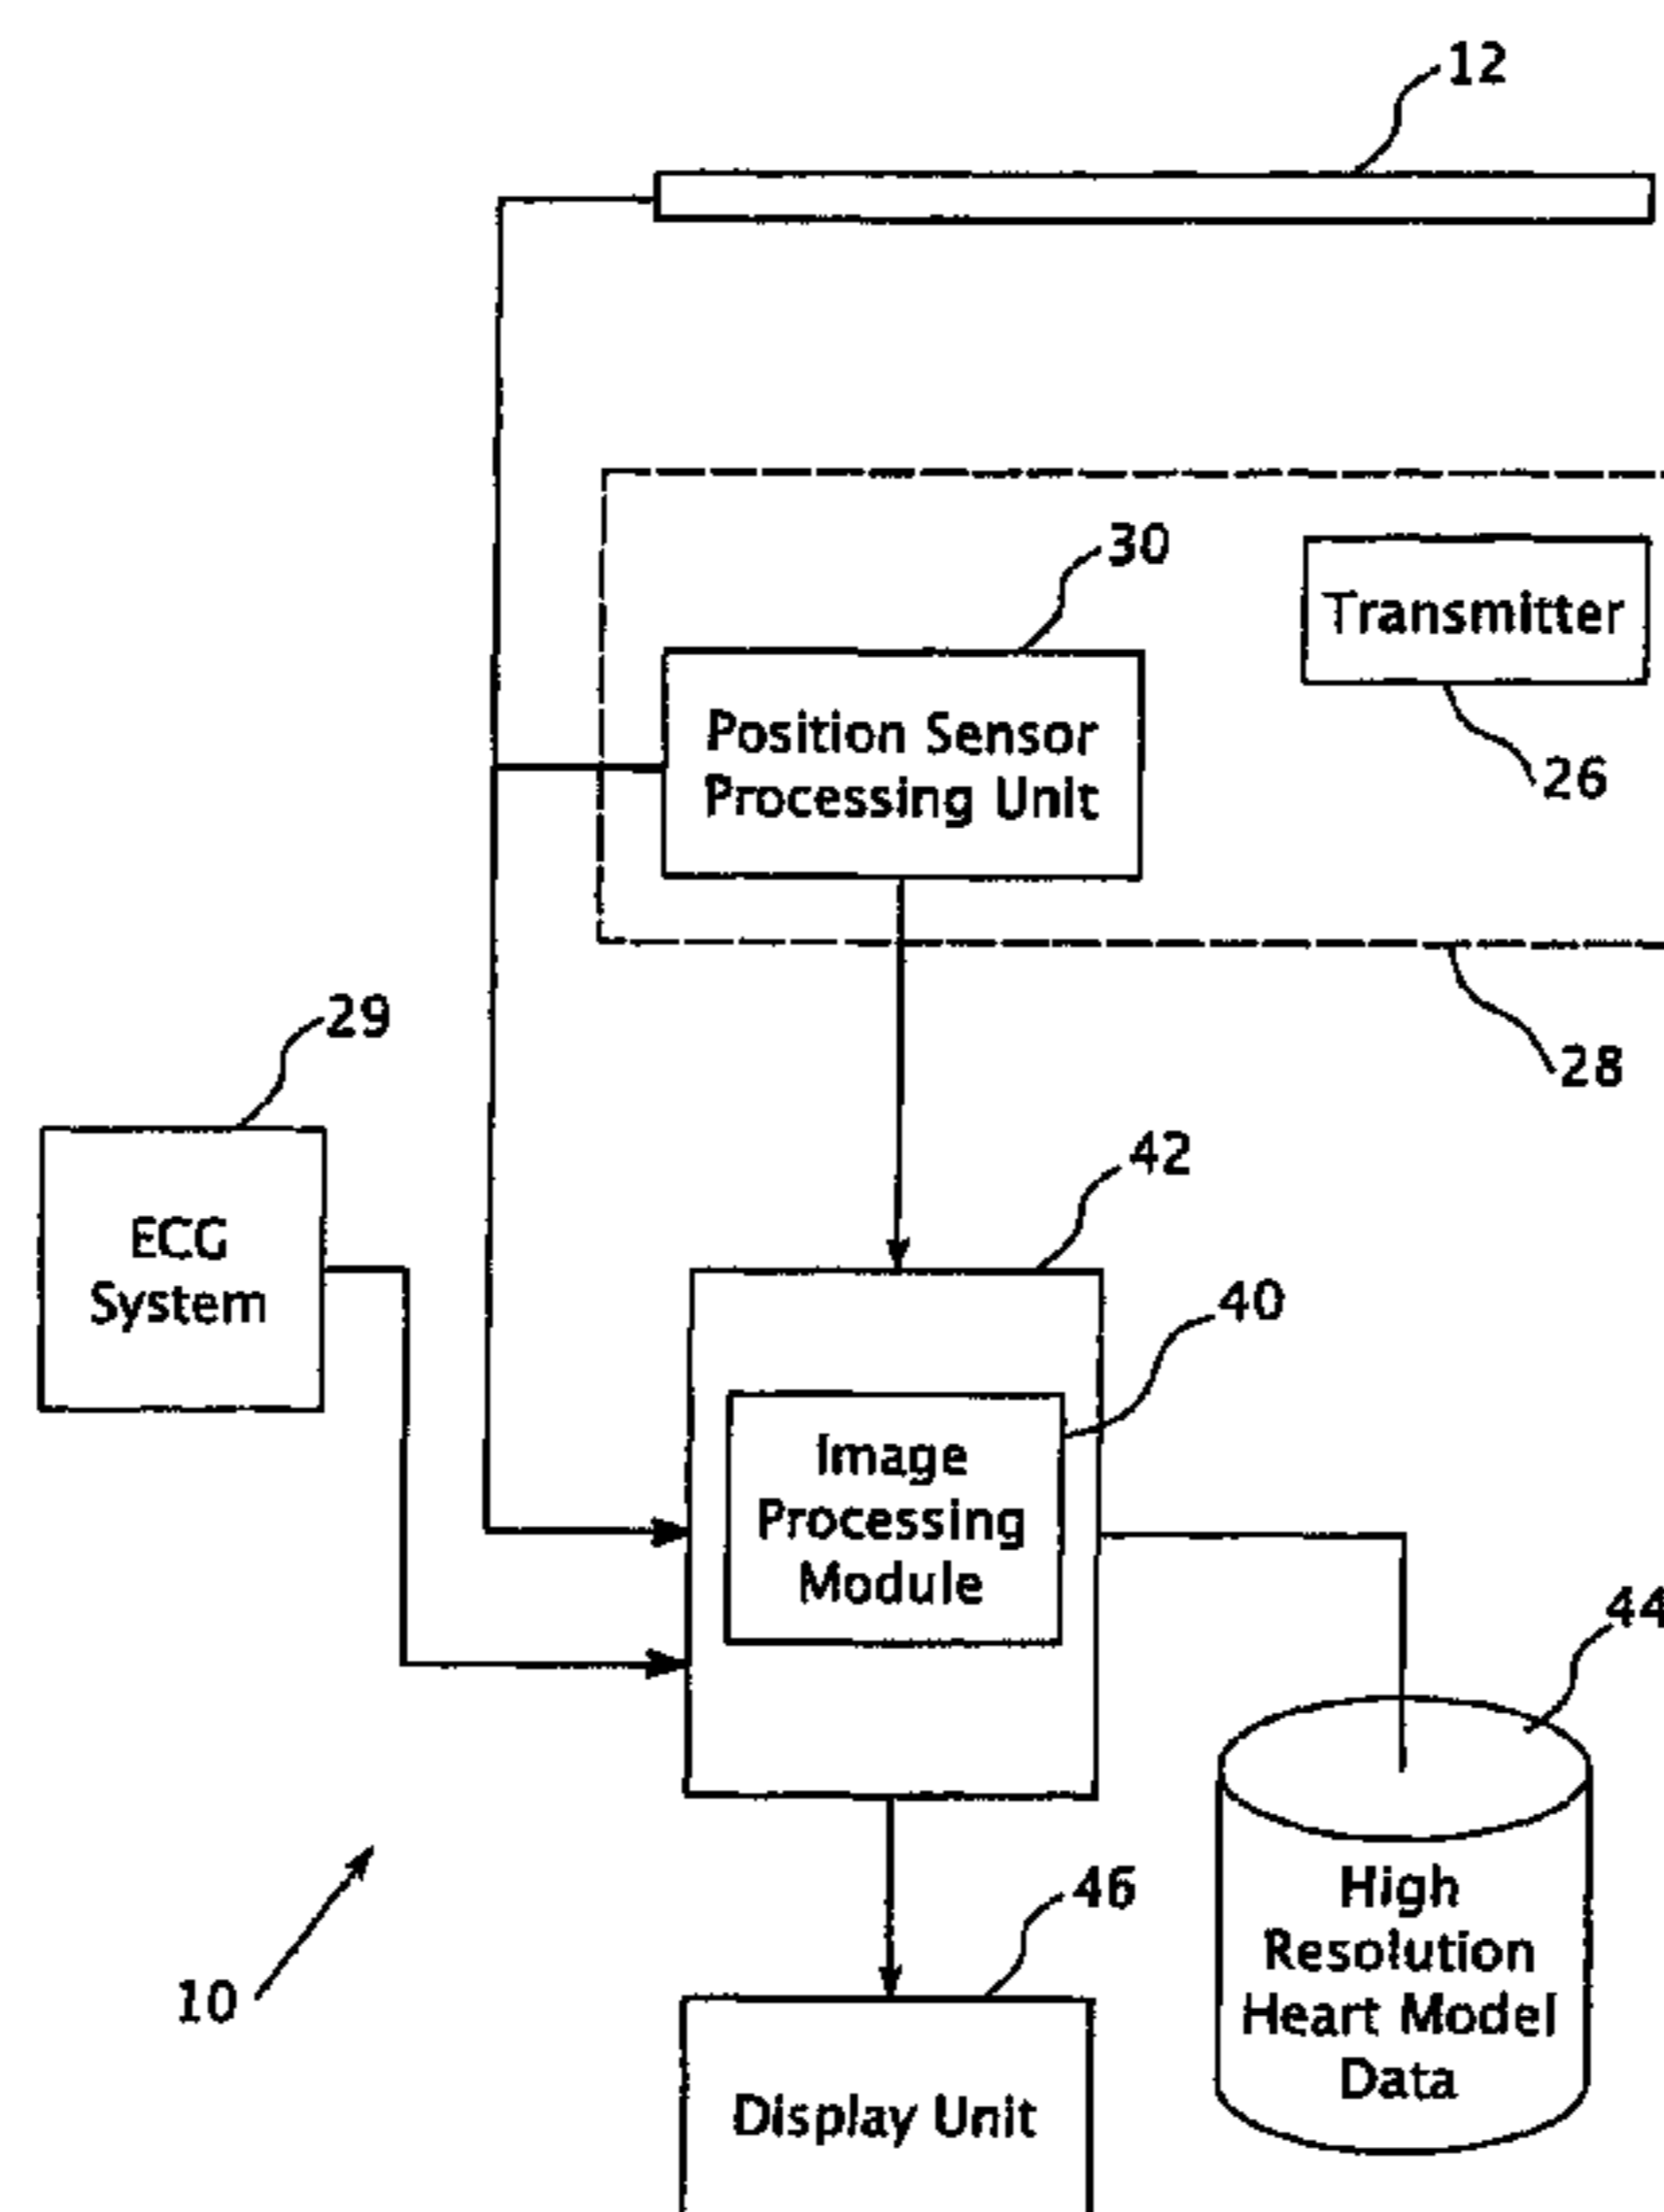 12
30
Transmitter
Position Sensor
Processing Unit
26
29
28
42
ECG
System
40
Image
Processing
Module
44
46
High
Resolution
Heart Model
Data
10
Display Unit